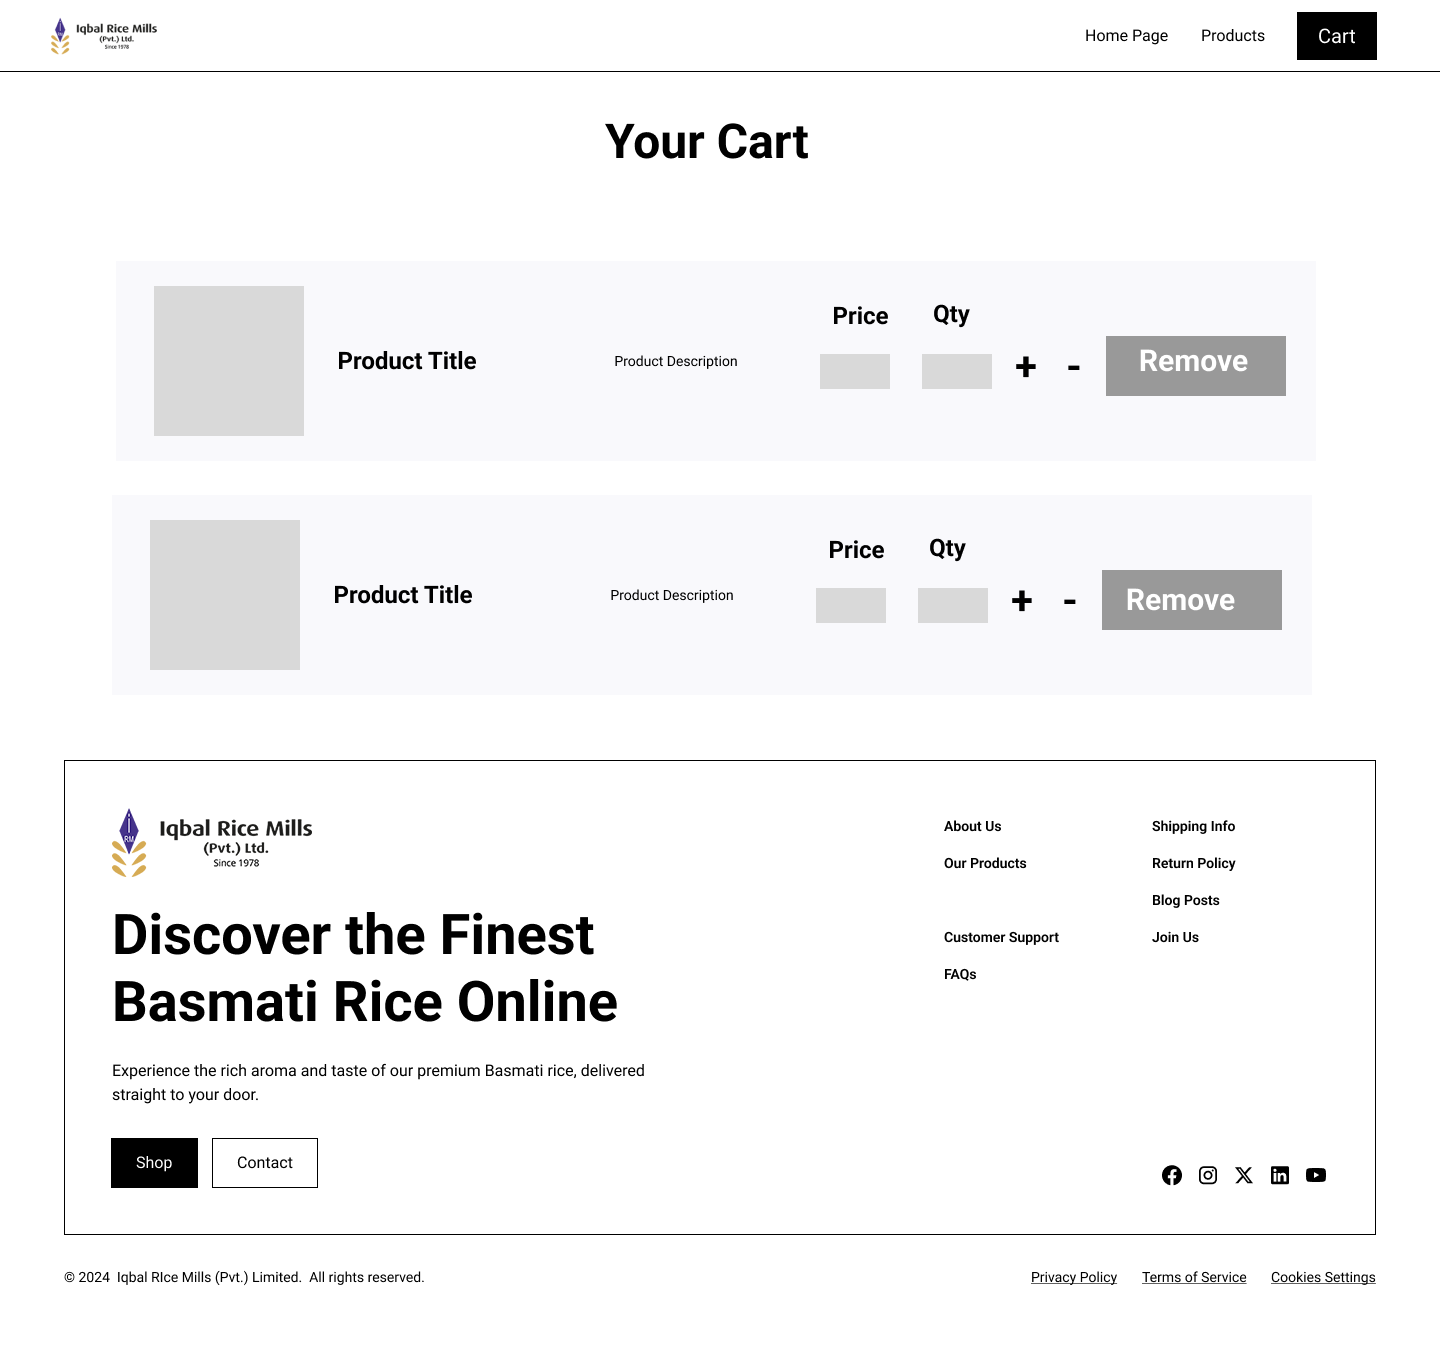 Iqbal Rice Mills
(Pvt.) Ltd.
Since 1978
Home Page
Products
Cart
Your Cart
Product Title
Product Description
Price
Qty
+
-
Remove
Product Title
Product Description
Price
Qty
+
-
Remove
IRM
Iqbal Rice Mills
(Pvt.) Ltd.
Since 1978
Discover the Finest
Basmati Rice Online
Experience the rich aroma and taste of our premium Basmati rice, delivered
straight to your door.
Shop
Contact
About Us
Our Products
Customer Support
FAQs
Shipping Info
Return Policy
Blog Posts
Join Us
© 2024  Iqbal RIce Mills (Pvt.) Limited.  All rights reserved.
Privacy Policy
Terms of Service
Cookies Settings